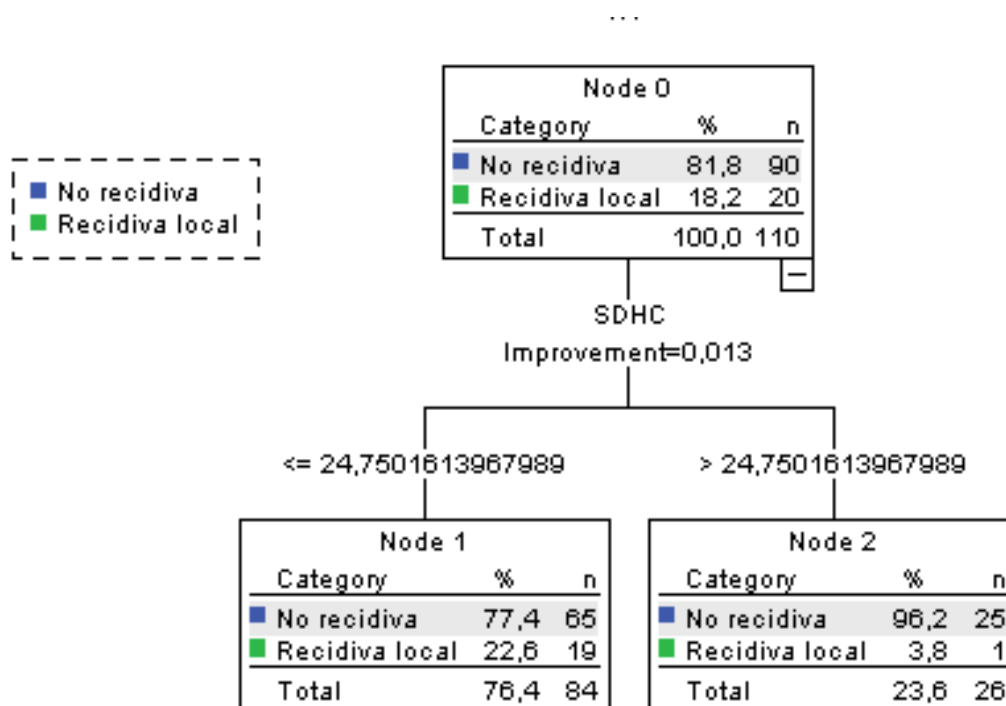 ...
Node 0
Category % n
No recidiva 81,8 90
Recidiva local 18,2 20
Total 100,0 110
No recidiva
Recidiva local
SDHC
Improvement=0,013
<= 24,7501613967989
> 24,7501613967989
Node 1
Category % n
No recidiva 77,4 65
Recidiva local 22,6 19
Total 76,4 84
Node 2
Category % n
No recidiva 96,2 25
Recidiva local 3,8 1
Total 23,6 26